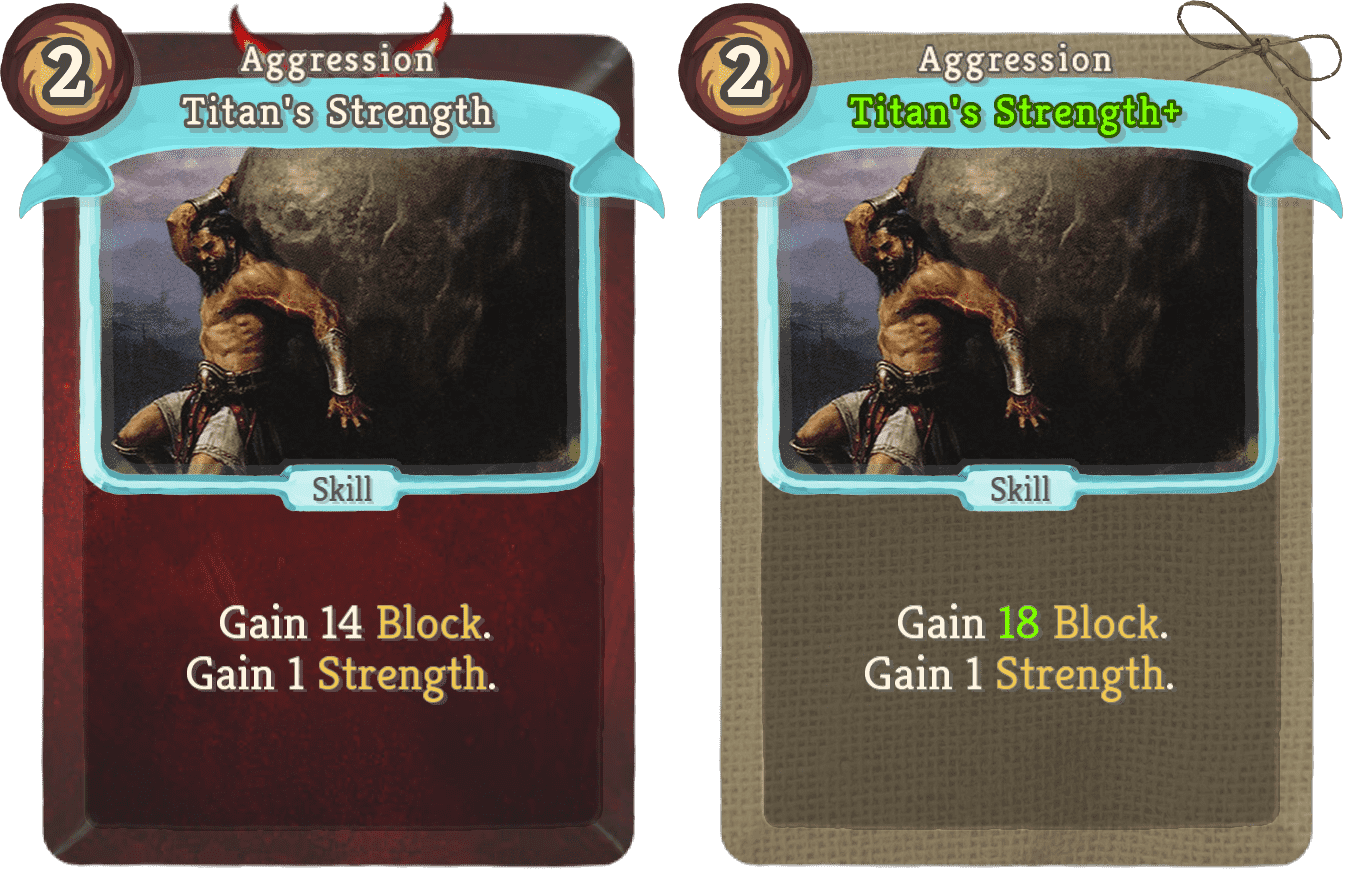 2
Aggression
Titan's Strength
Skill
Gain 14 Block.
Gain 1 Strength.
2
Aggression
Titan's Strength+
Skill
Gain 18 Block.
Gain 1 Strength.